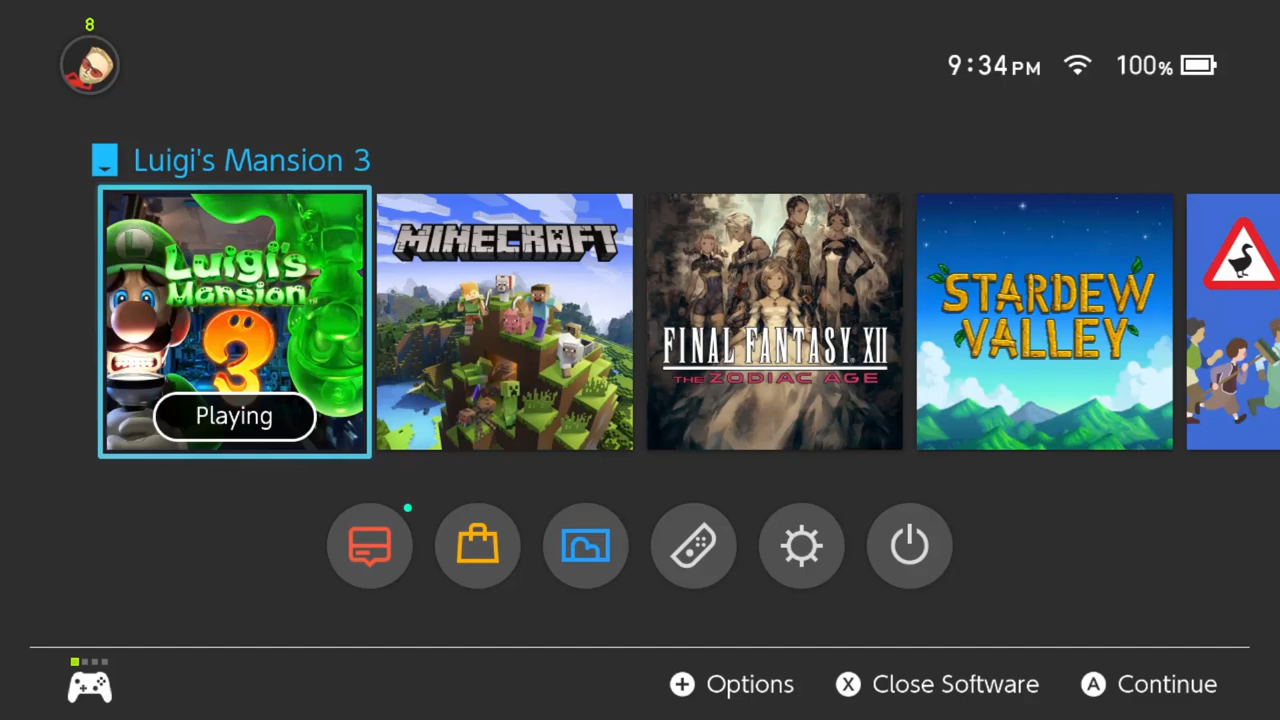 8
9:34 PM 100%
Luigi's Mansion 3
L
Luigi's
Mansion™
3
Playing
MINECRAFT
FINAL FANTASY XII
THE ZODIAC AGE
STARDEW
VALLEY
+ Options X Close Software A Continue